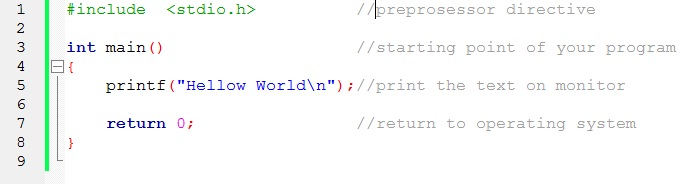 1 #include <stdio.h> //preprosessor directive
2
3 int main() //starting point of your program
4 {
5 printf("Hellow World\n");//print the text on monitor
6
7 return 0; //return to operating system
8 }
9